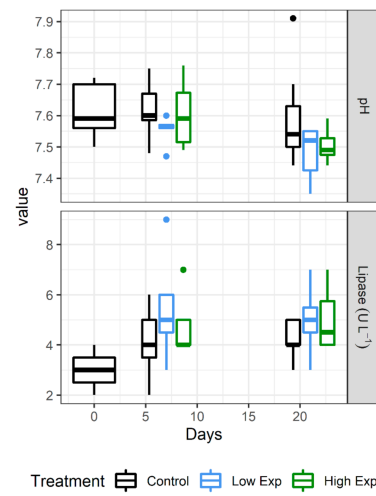 7.9
7.8
7.7
7.6
7.5
7.4
pH
value
8
6
4
2
Lipase (U L⁻¹)
0 5 10 15 20
Days
Treatment Control Low Exp High Exp